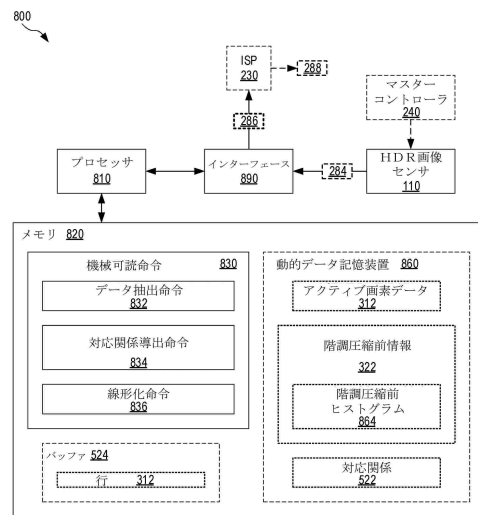 800
ISP
230
288
マスター
コントローラ
240
286
プロセッサ
810
インターフェース
890
284
HDR画像
センサ
110
メモリ 820
機械可読命令 830
データ抽出命令
832
対応関係導出命令
834
線形化命令
836
バッファ 524
行 312
動的データ記憶装置 860
アクティブ画素データ
312
階調圧縮前情報
322
階調圧縮前
ヒストグラム
864
対応関係
522